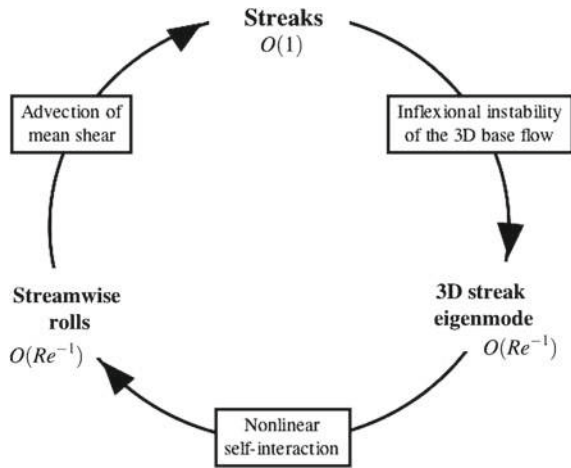 Streaks
O(1)
Advection of
mean shear
Inflexional instability
of the 3D base flow
Streamwise
rolls
O(Re⁻¹)
3D streak
eigenmode
O(Re⁻¹)
Nonlinear
self-interaction